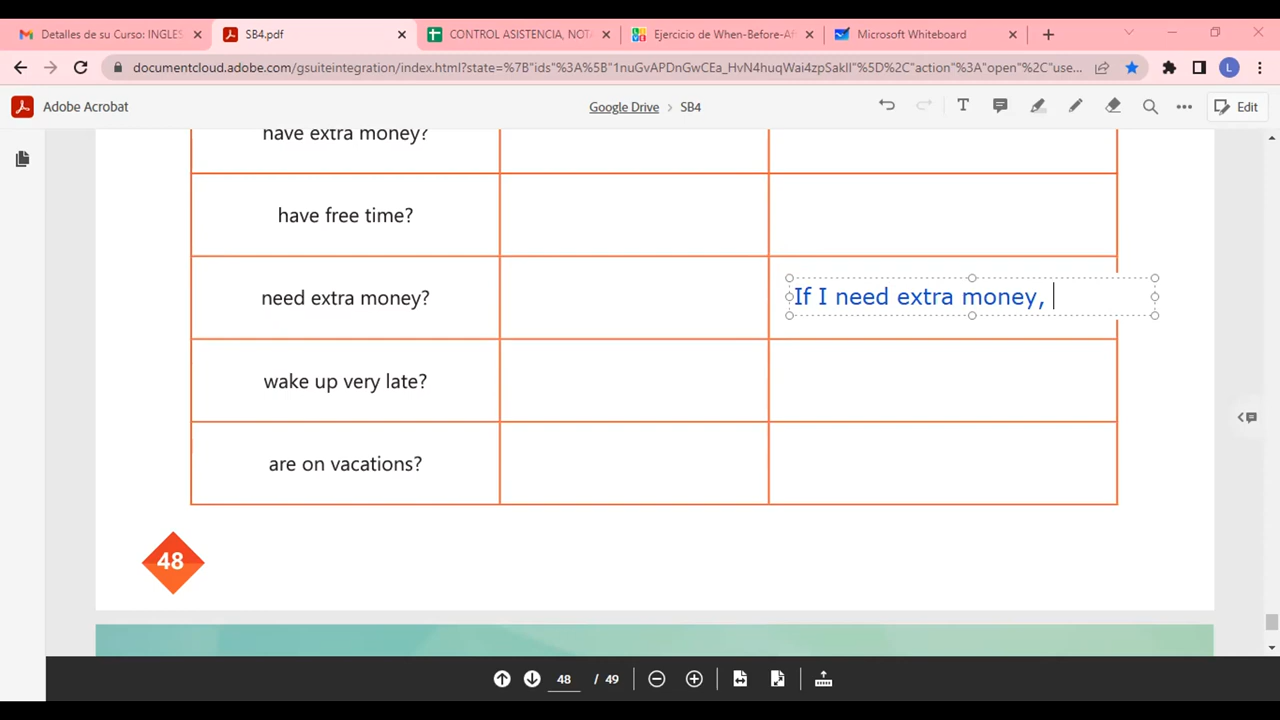 Detalles de su Curso: INGLES
SB4.pdf
CONTROL ASISTENCIA, NOTA
Ejercicio de When-Before-Af
Microsoft Whiteboard
L
documentcloud.adobe.com/gsuiteintegration/index.html?state=%7B"ids"%3A%5B"1nuGvAPDnGwCEa_HvN4huqWai4zpSakII"%5D%2C"action"%3A"open"%2C"use...
Adobe Acrobat
Google Drive
SB4
Edit
have extra money?
have free time?
need extra money?
If I need extra money,
wake up very late?
are on vacations?
48
48 / 49